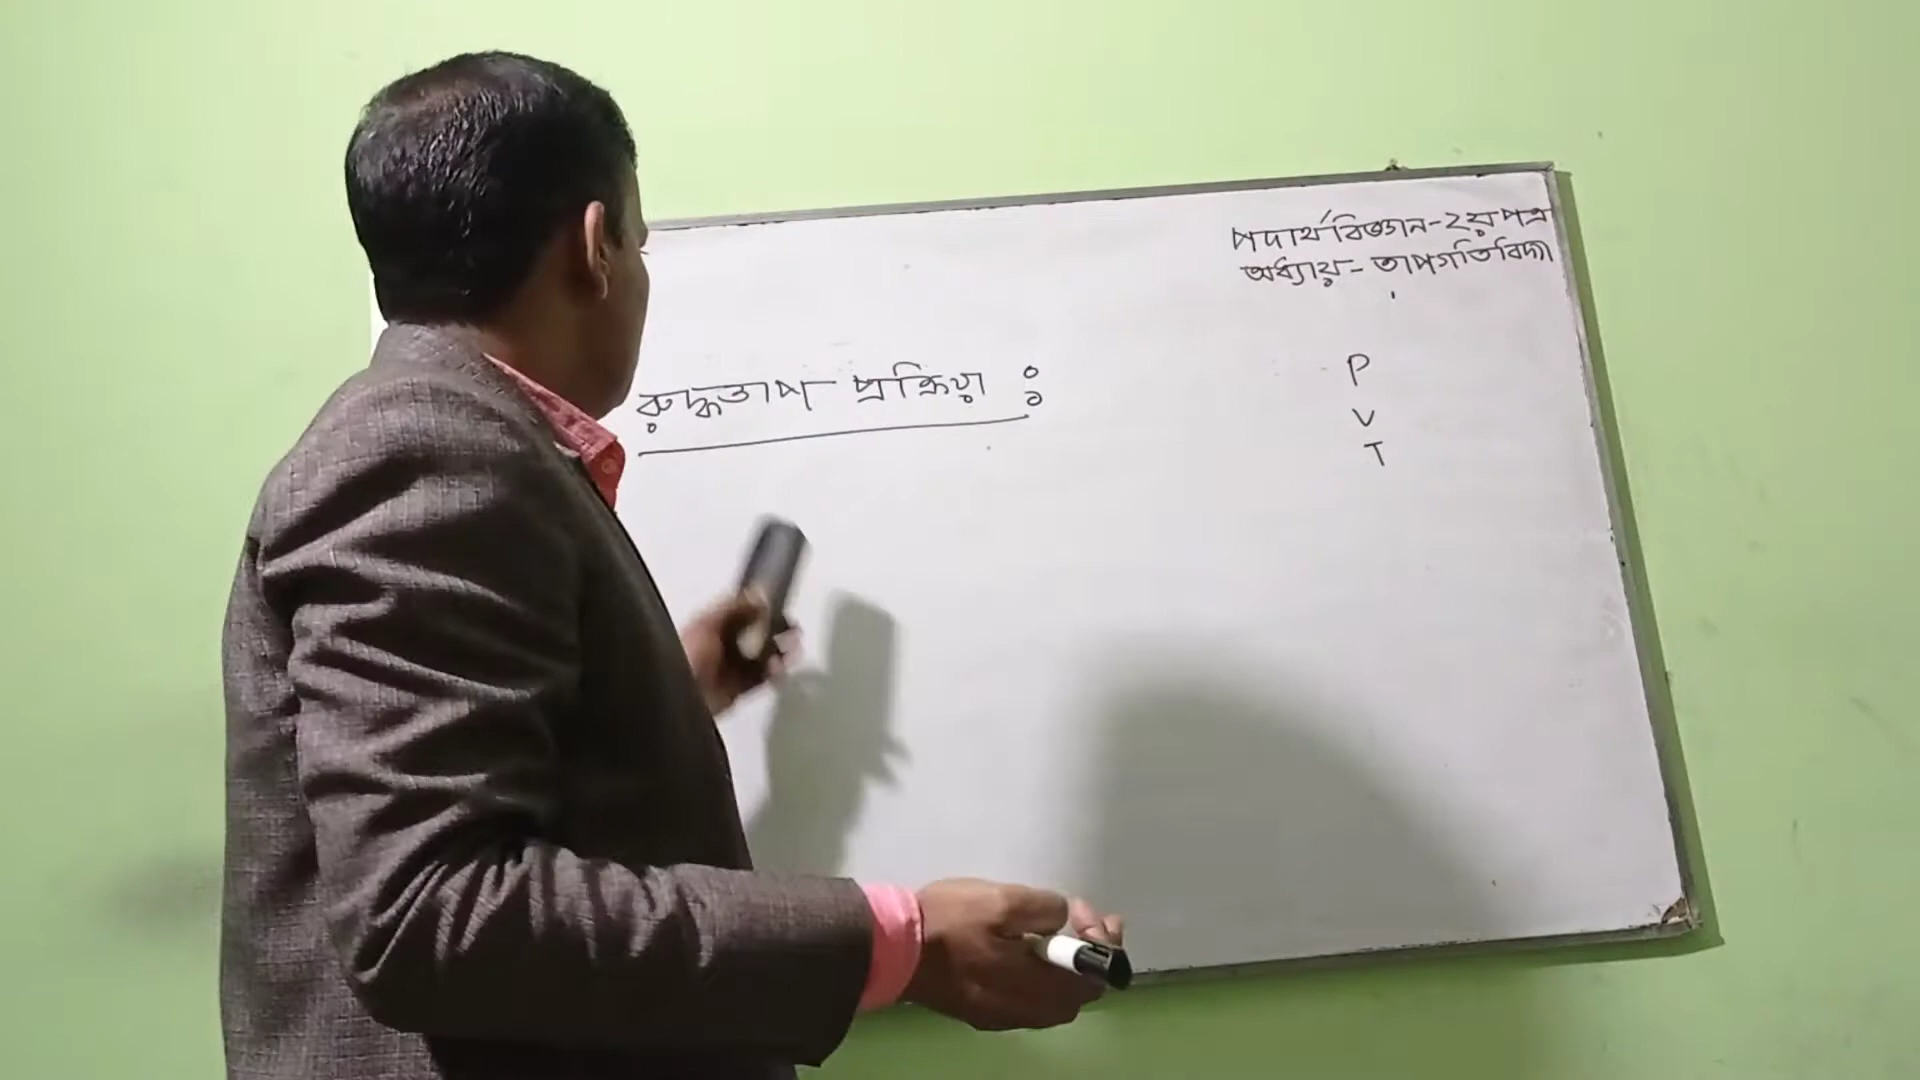 পদার্থবিজ্ঞান-২য়পত্র
অধ্যায়- তাপগতিবিদ্যা
রুদ্ধতাপ প্রক্রিয়া :
P
V
T